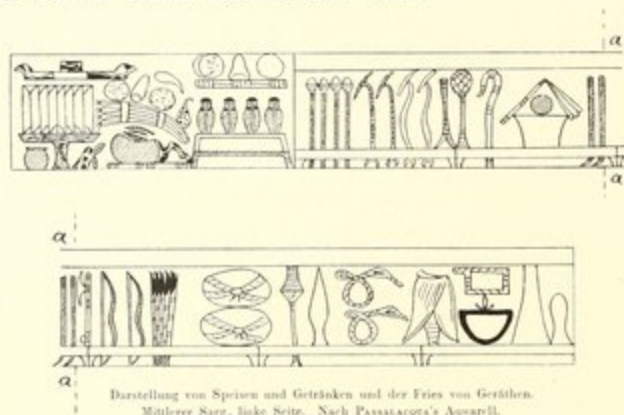 a
a
a
a
Darstellung von Speisen und Getränken und der Fries von Geräthen.
Mittlerer Sarg, linke Seite. Nach PASSALACQUA's Aquarell.